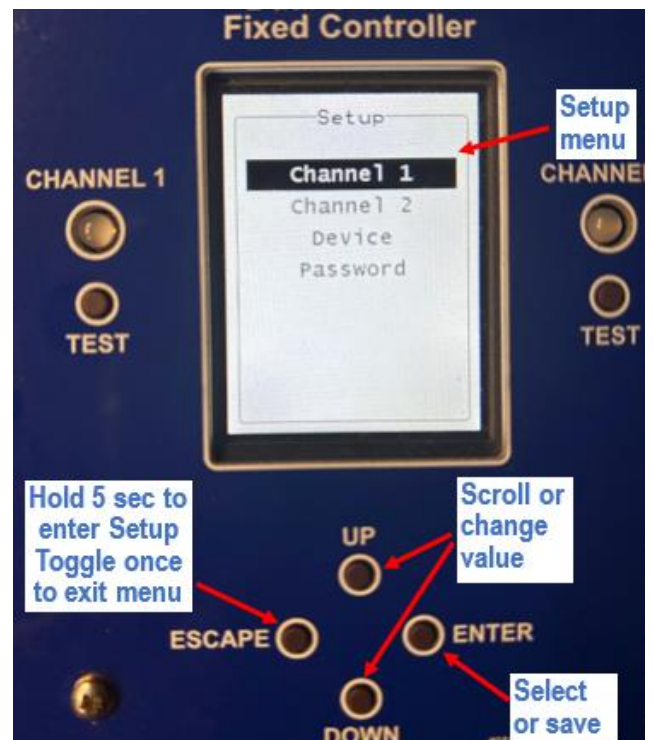 Fixed Controller
Setup
Setup
menu
CHANNEL 1
Channel 1
Channel 2
Device
Password
TEST
TEST
Hold 5 sec to
enter Setup
Toggle once
to exit menu
Scroll or
change
value
UP
ESCAPE
ENTER
DOWN
Select
or save